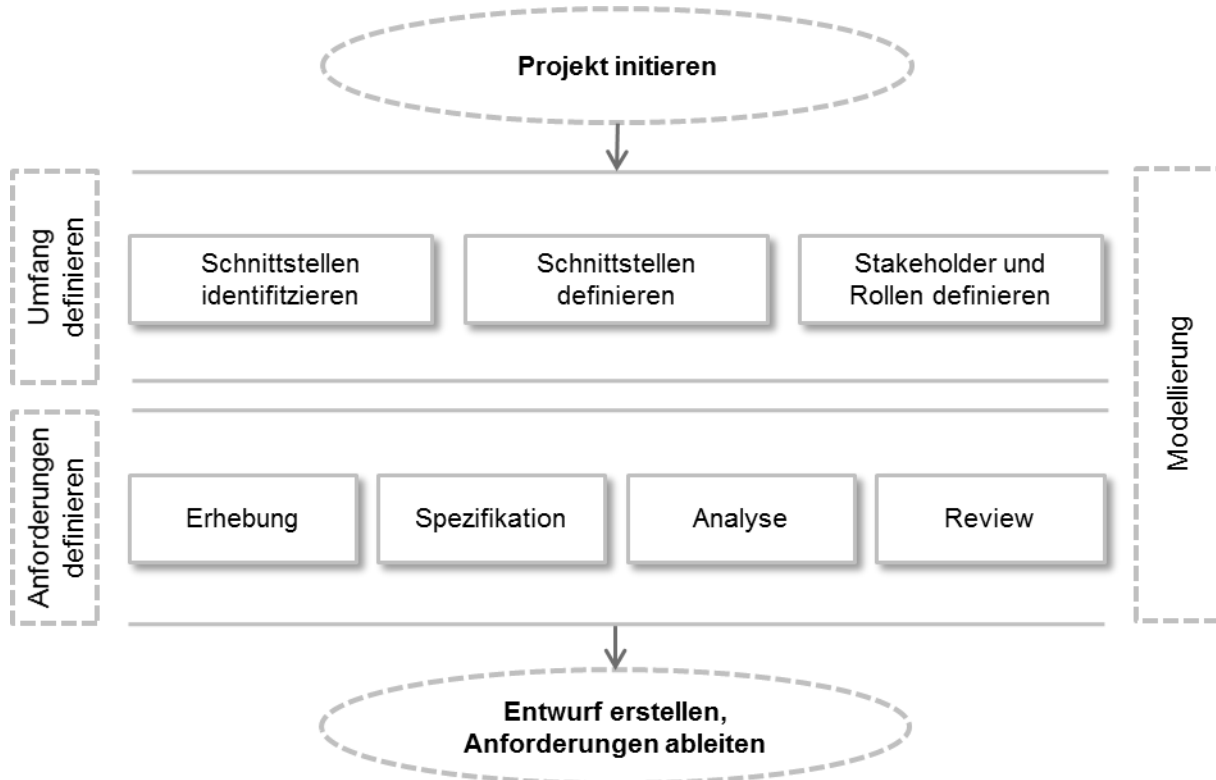 Projekt initieren
Umfang
definieren
Schnittstellen
identifitzieren
Schnittstellen
definieren
Stakeholder und
Rollen definieren
Modellierung
Anforderungen
definieren
Erhebung
Spezifikation
Analyse
Review
Entwurf erstellen,
Anforderungen ableiten